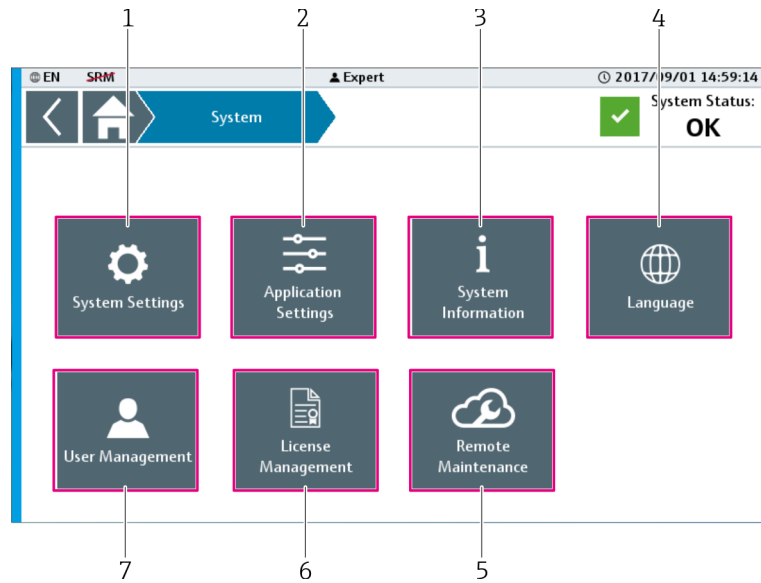 1 2 3 4
EN SRM Expert 2017/09/01 14:59:14
System
System Status:
OK
System Settings
Application
Settings
System
Information
Language
User Management
License
Management
Remote
Maintenance
7 6 5